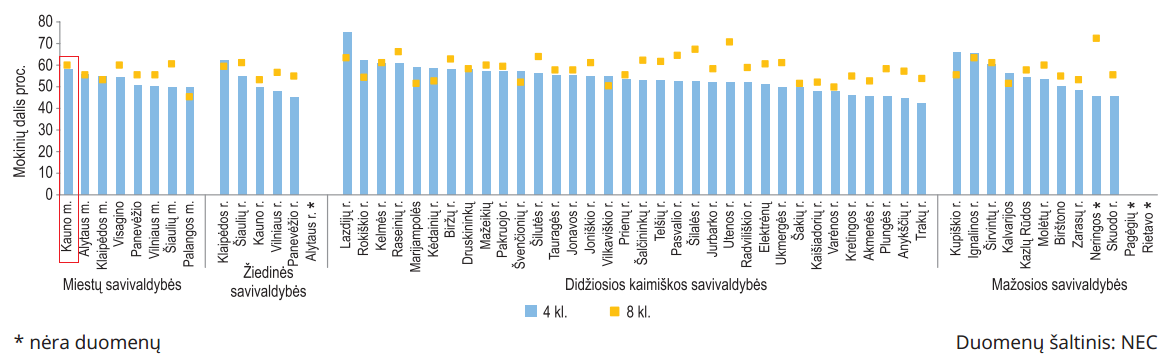 Mokinių dalis proc.
80
70
60
50
40
30
20
10
0
Kauno m.
Alytaus m.
Klaipėdos m.
Visagino
Panevėžio
Vilniaus m.
Šiaulių m.
Palangos m.
Klaipėdos r.
Šiaulių r.
Kauno r.
Vilniaus r.
Panevėžio r.
Alytaus r. *
Lazdijų r.
Rokiškio r.
Kelmės r.
Raseinių r.
Marijampolės
Kėdainių r.
Biržų r.
Druskininkų
Mažeikių
Pakruojo r.
Švenčionių r.
Šilutės r.
Tauragės r.
Jonavos r.
Joniškio r.
Vilkaviškio r.
Prienų r.
Šalčininkų r.
Telšių r.
Pasvalio r.
Šilalės r.
Jurbarko r.
Utenos r.
Radviliškio r.
Elektrėnų
Ukmergės r.
Šakių r.
Kaišiadorių r.
Varėnos r.
Kretingos r.
Akmenės r.
Plungės r.
Anykščių r.
Trakų r.
Kupiškio r.
Ignalinos r.
Širvintų r.
Kalvarijos
Kazlų Rūdos
Molėtų r.
Birštono
Zarasų r.
Neringos *
Skuodo r.
Pagėgių *
Rietavo *
Miestų savivaldybės
Žiedinės
savivaldybės
Didžiosios kaimiškos savivaldybės
Mažosios savivaldybės
4 kl.
8 kl.
* nėra duomenų
Duomenų šaltinis: NEC